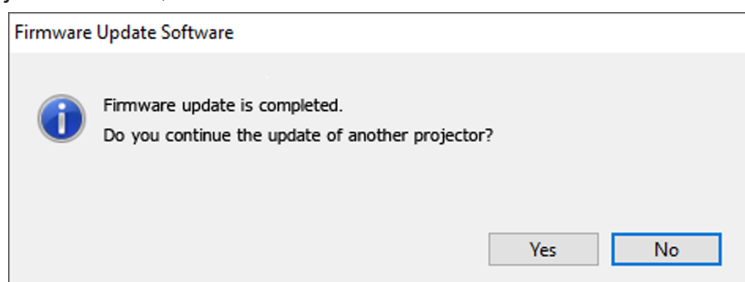 Firmware Update Software
Firmware update is completed.
Do you continue the update of another projector?
Yes
No